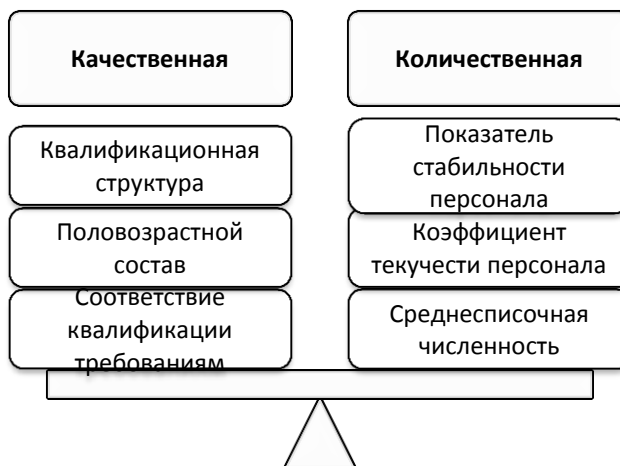 Качественная
Количественная
Квалификационная
структура
Половозрастной
состав
Соответствие
квалификации
требованиям
Показатель
стабильности
персонала
Коэффициент
текучести персонала
Среднесписочная
численность